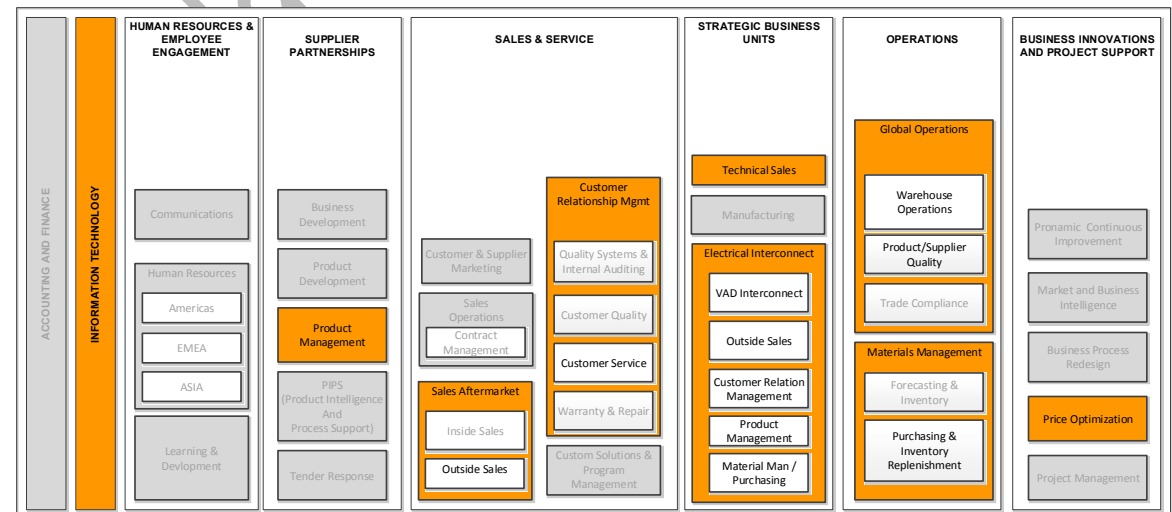 ACCOUNTING AND FINANCE
INFORMATION TECHNOLOGY
HUMAN RESOURCES &
EMPLOYEE
ENGAGEMENT
Communications
Human Resources
Americas
EMEA
ASIA
Learning &
Devlopment
SUPPLIER
PARTNERSHIPS
Business
Development
Product
Development
Product
Management
PIPS
(Product Intelligence
And
Process Support)
Tender Response
SALES & SERVICE
Customer & Supplier
Marketing
Sales
Operations
Contract
Management
Sales Aftermarket
Inside Sales
Outside Sales
Customer
Relationship Mgmt
Quality Systems &
Internal Auditing
Customer Quality
Customer Service
Warranty & Repair
Custom Solutions &
Program
Management
STRATEGIC BUSINESS
UNITS
Technical Sales
Manufacturing
Electrical Interconnect
VAD Interconnect
Outside Sales
Customer Relation
Management
Product
Management
Material Man /
Purchasing
OPERATIONS
Global Operations
Warehouse
Operations
Product/Supplier
Quality
Trade Compliance
Materials Management
Forecasting &
Inventory
Purchasing &
Inventory
Replenishment
BUSINESS INNOVATIONS
AND PROJECT SUPPORT
Pronamic Continuous
Improvement
Market and Business
Intelligence
Business Process
Redesign
Price Optimization
Project Management